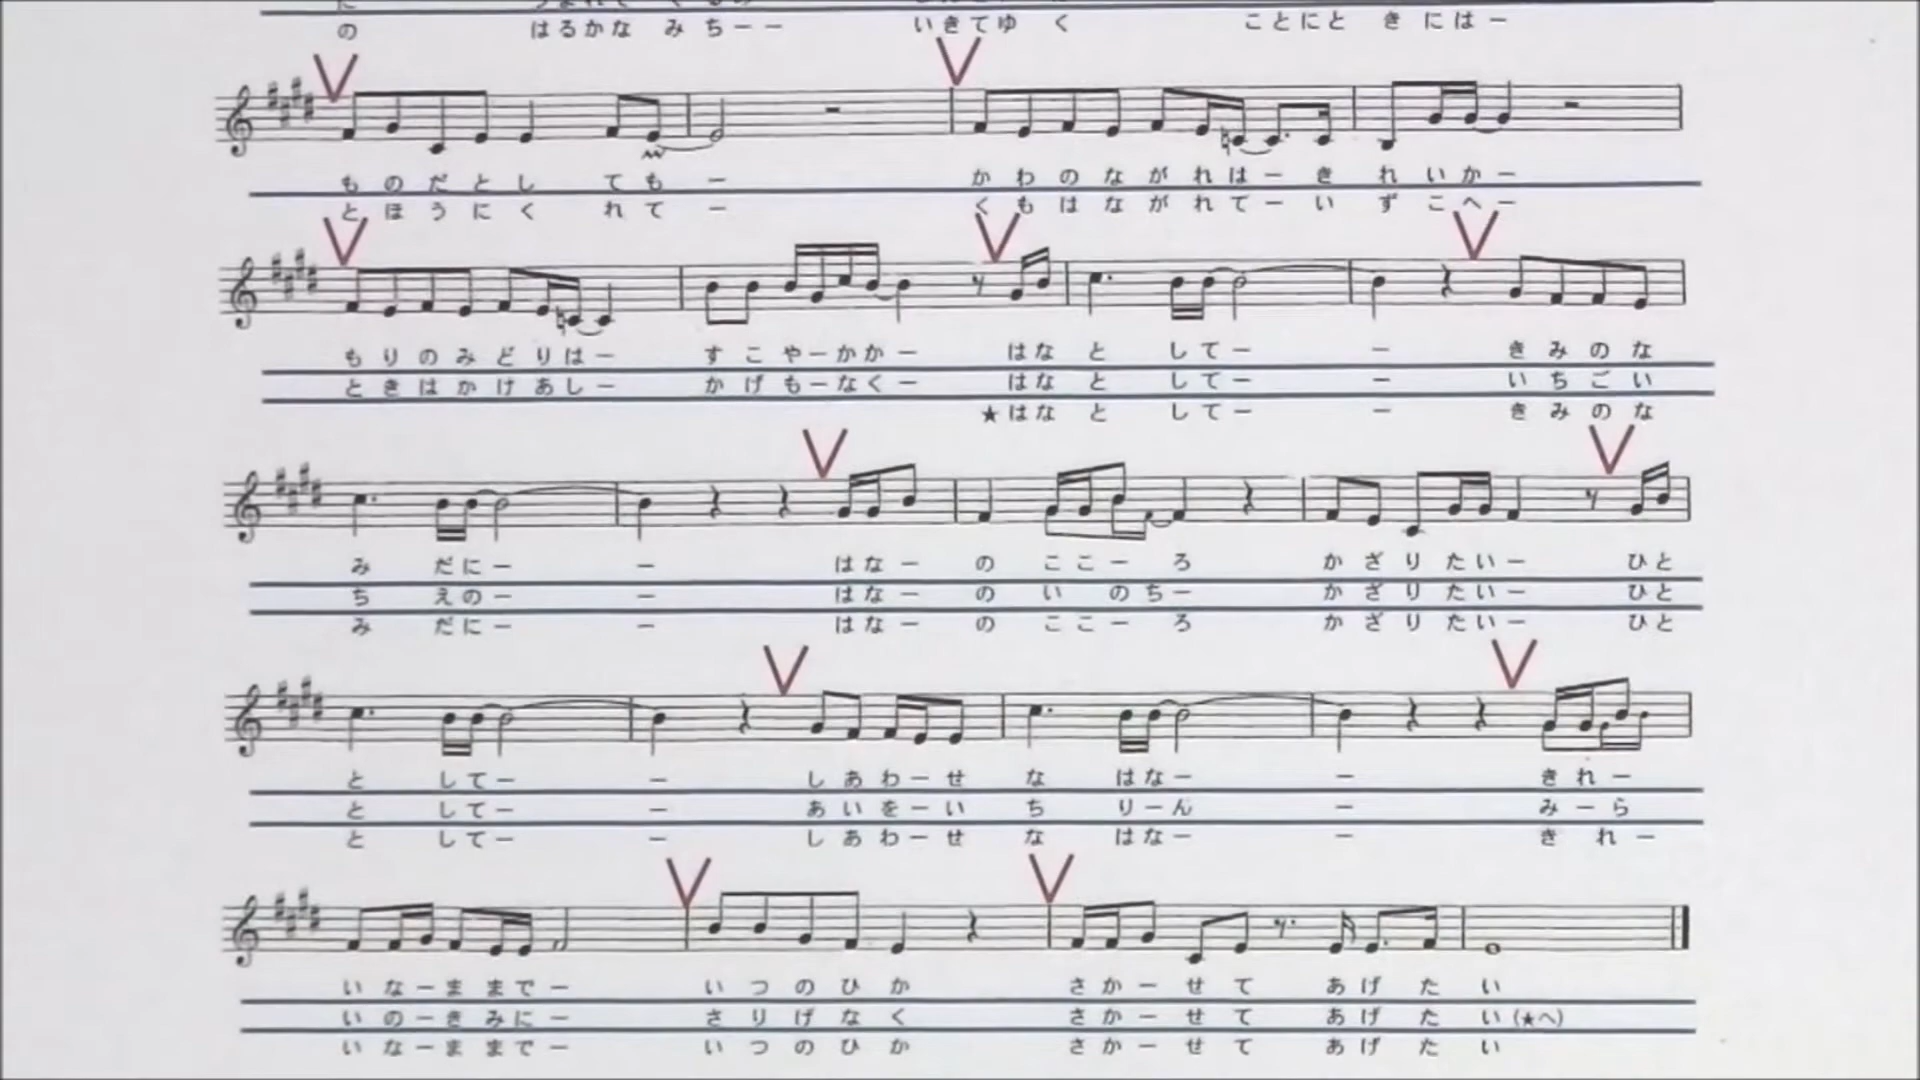 の はるかな みちーー いきてゆ く ことにと き にはー
ものだとし ても ー かわのながれはーき れいかー
とほうにく れて ー くもはながれてーい ずこへー
もりのみどりはー すこやーかかー はなと してー ー きみのな
ときはかけあしー かげもーなくー はなと してー ー いちごい
★はなと してー ー きみのな
み だにー ー はなー の ここーろ かざりたいー ひと
ち えのー ー はなー の い のちー かざりたいー ひと
み だにー ー はなー の ここーろ かざりたいー ひと
と してー ー しあわーせ な はなー ー きれー
と してー ー あいをーい ち りーん ー みーら
と してー ー しあわーせ な はなー ー き れー
いなーままでー いつのひか さかーせて あげた い
いのーきみにー さりげなく さかーせて あげた い(★へ)
いなーままでー いつのひか さかーせて あげた い